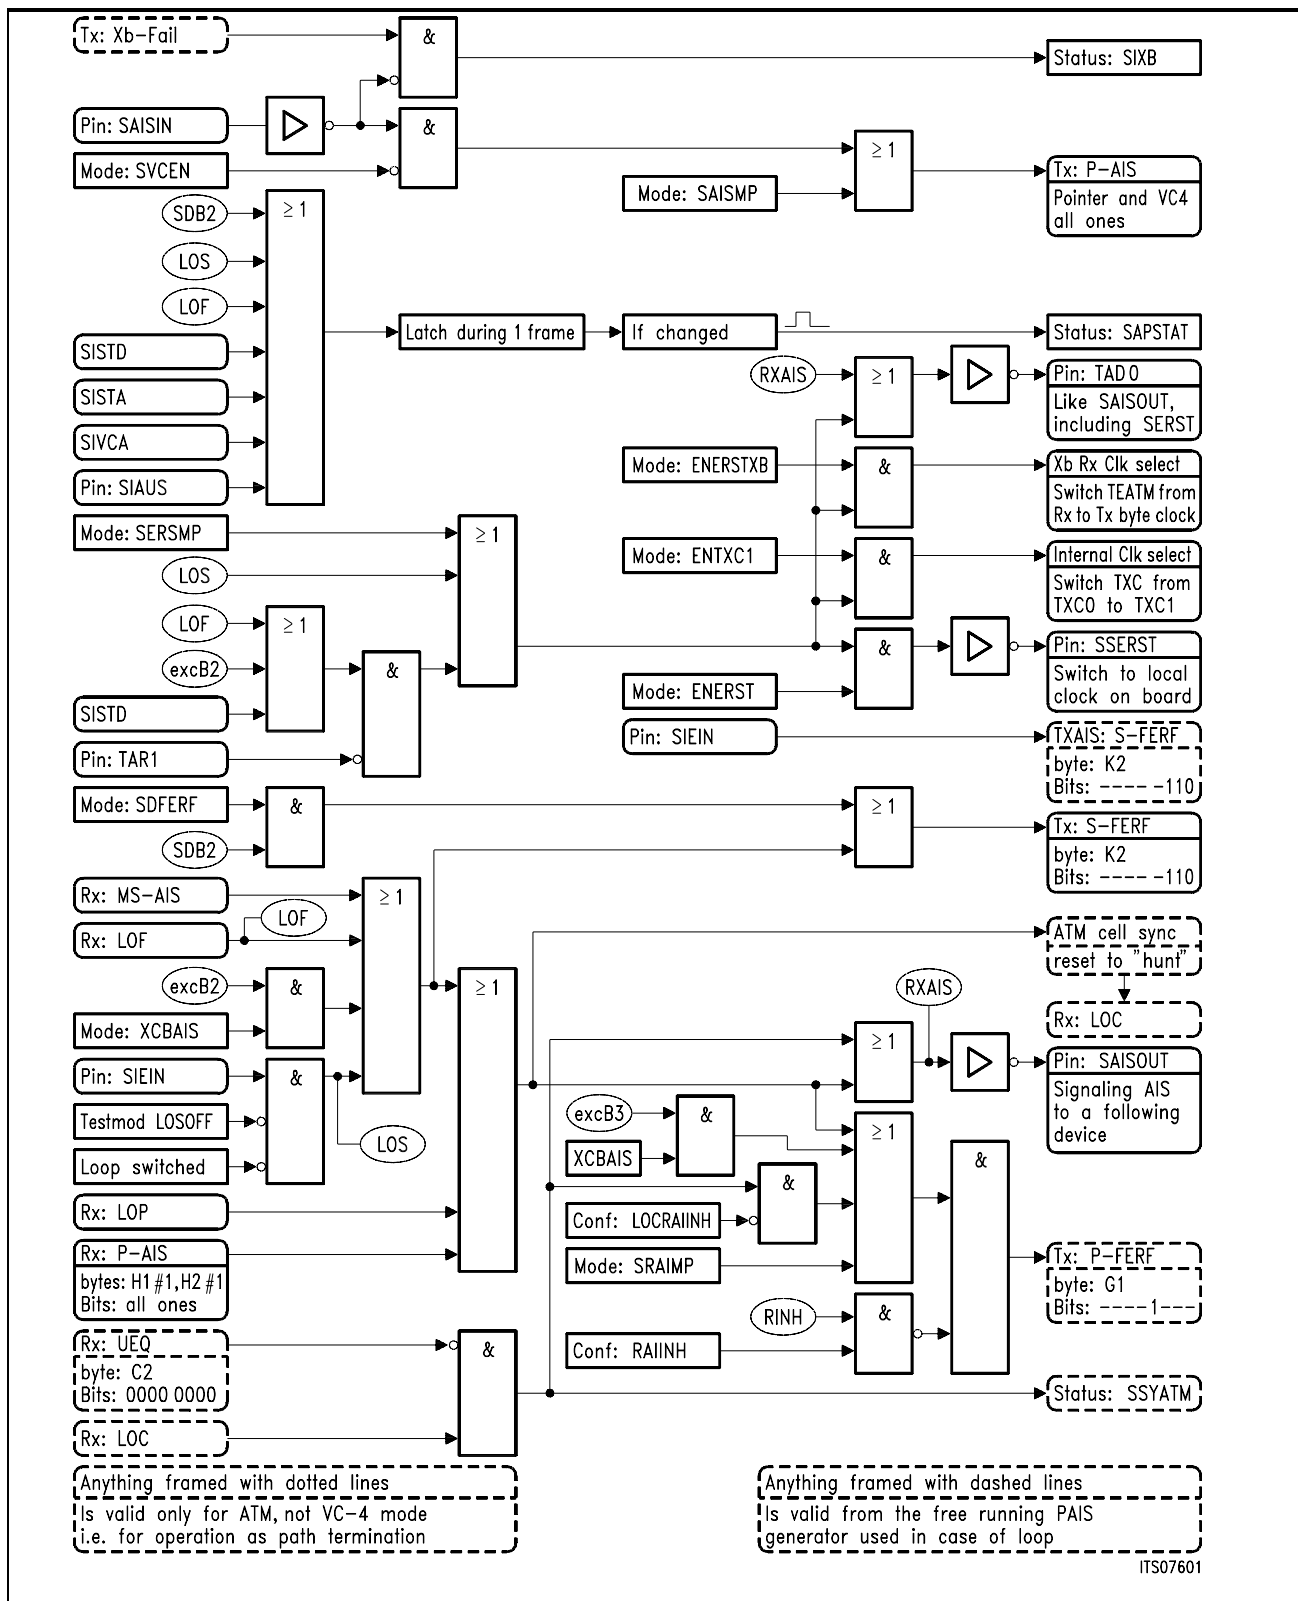 Tx: Xb-Fail
&
Status: SIXB
Pin: SAISIN
&
Mode: SVCEN
≥ 1
Tx: P-AIS
Pointer and VC4
all ones
Mode: SAISMP
SDB2
≥ 1
LOS
LOF
Latch during 1 frame
If changed
Status: SAPSTAT
SISTD
SISTA
SIVCA
Pin: SIAUS
RXAIS
≥ 1
Pin: TAD0
Like SAISOUT,
including SERST
Mode: ENERSTXB
&
Xb Rx Clk select
Switch TEATM from
Rx to Tx byte clock
Mode: SERSMP
≥ 1
LOS
Mode: ENTXC1
&
Internal Clk select
Switch TXC from
TXC0 to TXC1
LOF
≥ 1
excB2
&
SISTD
Pin: TAR1
&
Pin: SSERST
Switch to local
clock on board
Mode: ENERST
Pin: SIEIN
TXAIS: S-FERF
byte: K2
Bits: -----110
Mode: SDFERF
&
SDB2
≥ 1
Tx: S-FERF
byte: K2
Bits: -----110
Rx: MS-AIS
≥ 1
LOF
Rx: LOF
ATM cell sync
reset to "hunt"
Rx: LOC
excB2
&
Mode: XCBAIS
≥ 1
RXAIS
Pin: SIEIN
&
Testmod LOSOFF
LOS
Loop switched
≥ 1
Pin: SAISOUT
Signaling AIS
to a following
device
excB3
&
XCBAIS
≥ 1
&
&
Rx: LOP
Conf: LOCRAIINH
Rx: P-AIS
bytes: H1#1,H2#1
Bits: all ones
Mode: SRAIMP
Tx: P-FERF
byte: G1
Bits: ----1---
RINH
&
Conf: RAIINH
Rx: UEQ
byte: C2
Bits: 0000 0000
&
Rx: LOC
Status: SSYATM
Anything framed with dotted lines
Is valid only for ATM, not VC-4 mode
i.e. for operation as path termination
Anything framed with dashed lines
Is valid from the free running PAIS
generator used in case of loop
ITS07601